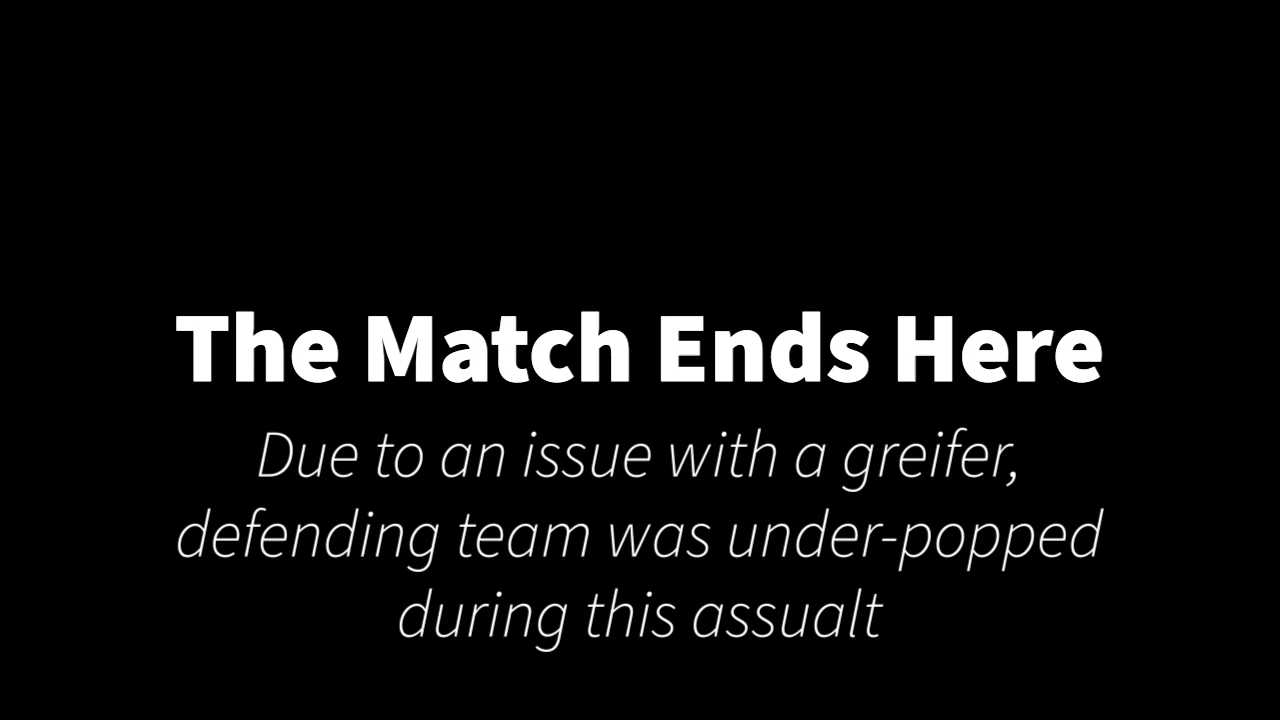 The Match Ends Here
Due to an issue with a greifer,
defending team was under-popped
during this assualt